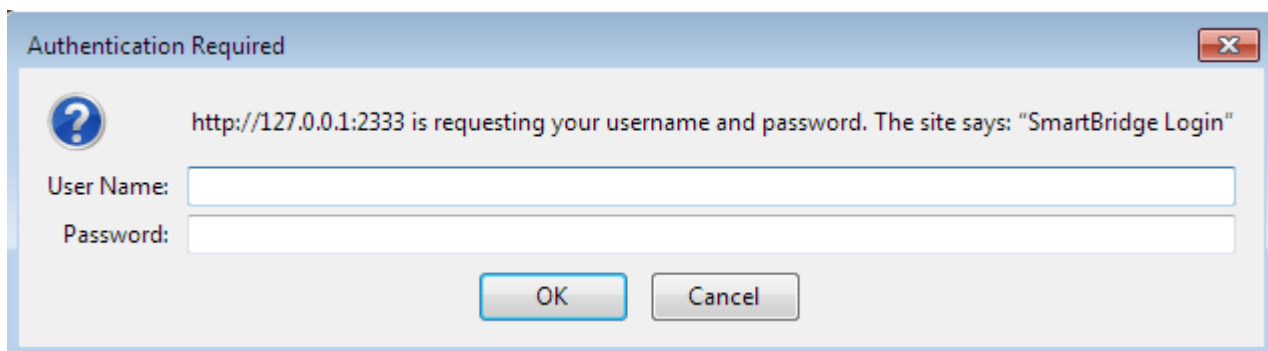 Authentication Required
http://127.0.0.1:2333 is requesting your username and password. The site says: “SmartBridge Login”
User Name:
Password:
OK
Cancel